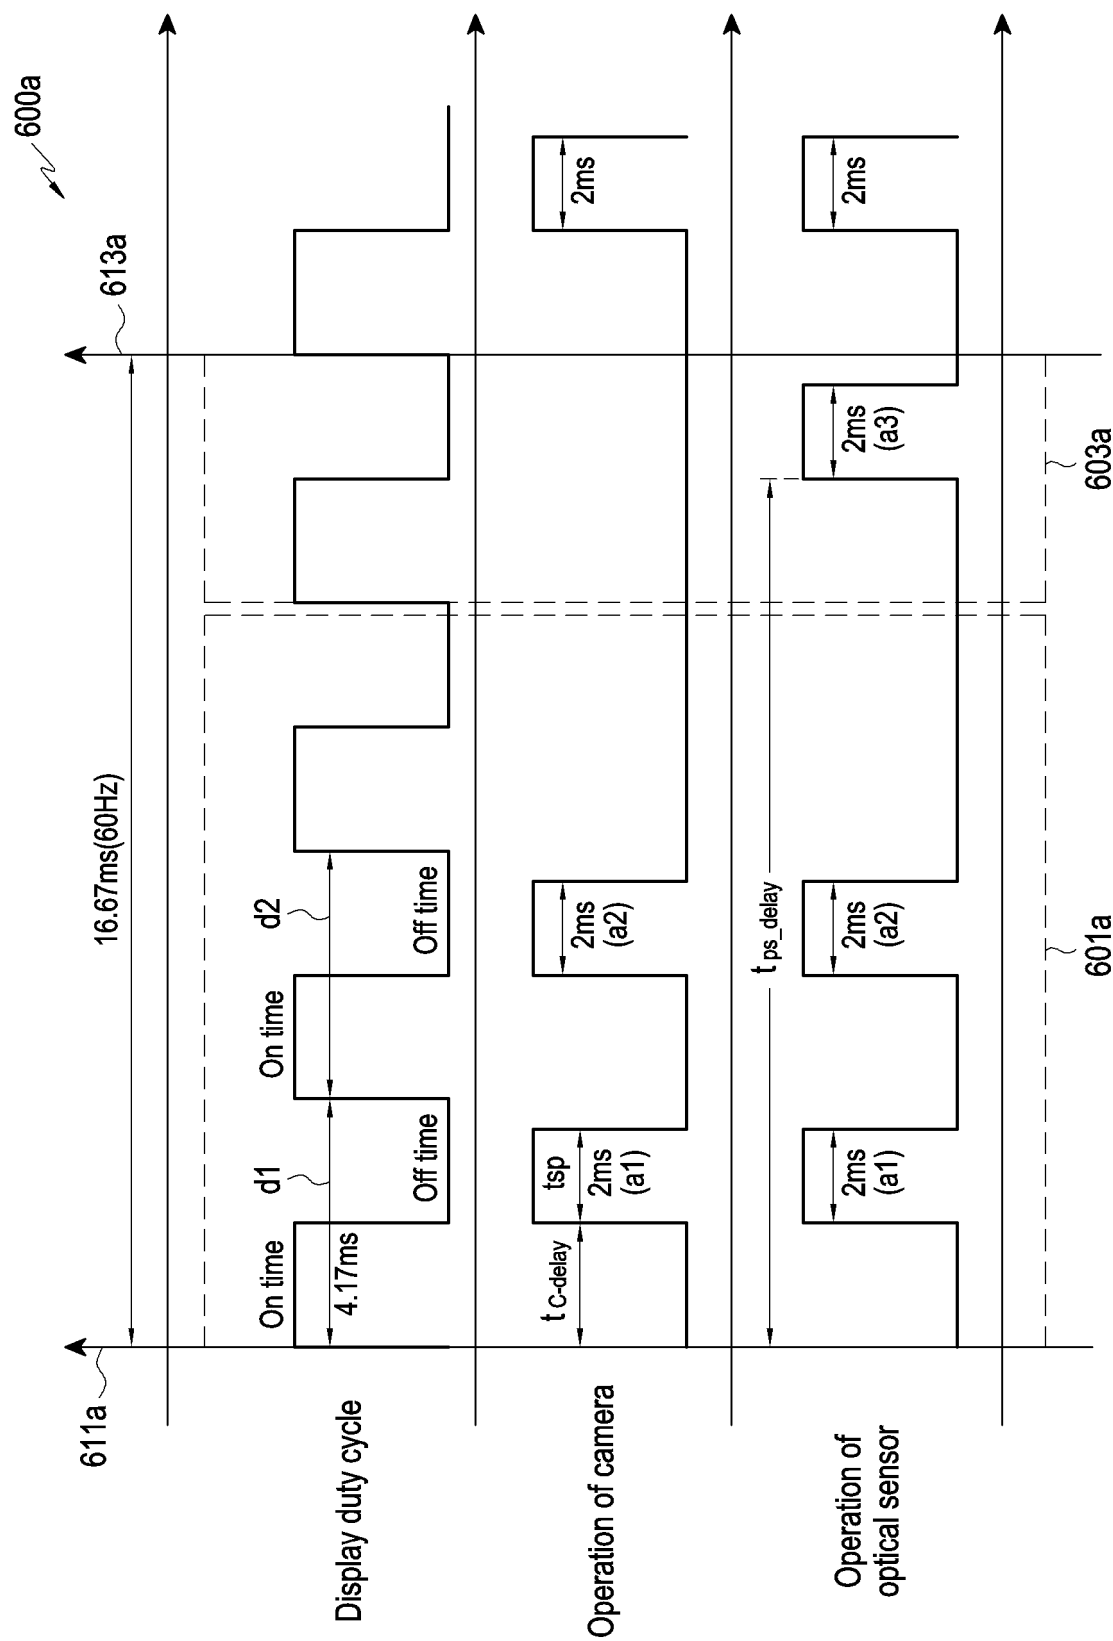 600a
611a
613a
16.67ms(60Hz)
Display duty cycle
On time
On time
d1
d2
4.17ms
Off time
Off time
Operation of camera
t C-delay
tsp
2ms
(a1)
2ms
(a2)
2ms
Operation of
optical sensor
t ps_delay
2ms
(a1)
2ms
(a2)
2ms
(a3)
2ms
601a
603a